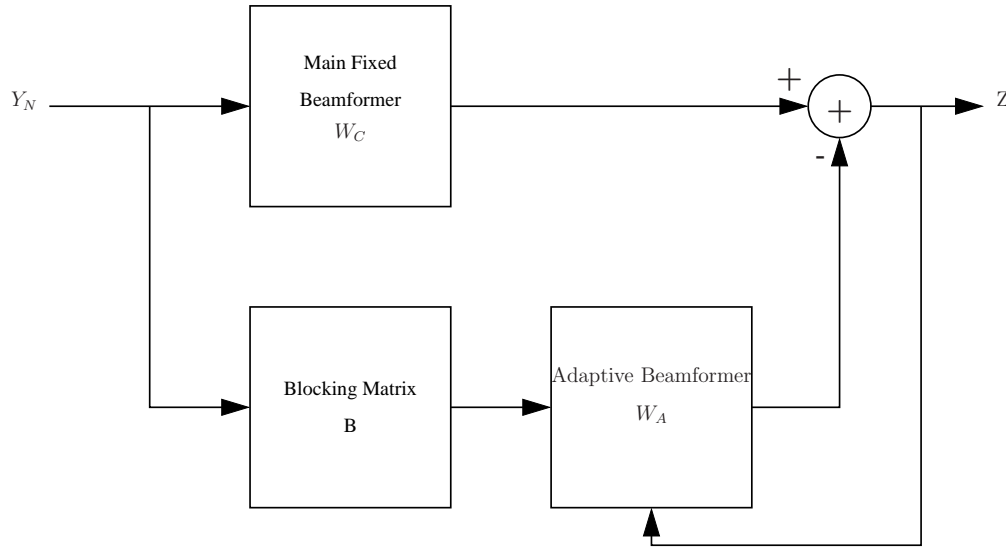 Main Fixed
Beamformer
W_C
Y_N
+
+
Z
-
Blocking Matrix
B
Adaptive Beamformer
W_A